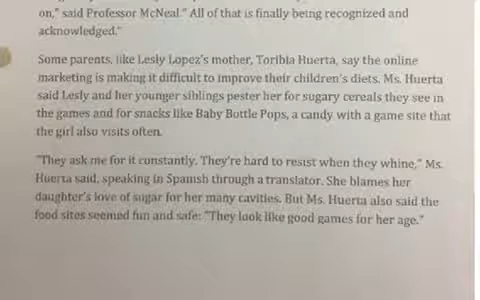 on," said Professor McNeal." All of that is finally being recognized and
acknowledged."
Some parents, like Lesly Lopez's mother, Toribia Huerta, say the online
marketing is making it difficult to improve their children's diets. Ms. Huerta
said Lesly and her younger siblings pester her for sugary cereals they see in
the games and for snacks like Baby Bottle Pops, a candy with a game site that
the girl also visits often.
"They ask me for it constantly. They're hard to resist when they whine," Ms.
Huerta said, speaking in Spanish through a translator. She blames her
daughter's love of sugar for her many cavities. But Ms. Huerta also said the
food sites seemed fun and safe: "They look like good games for her age."